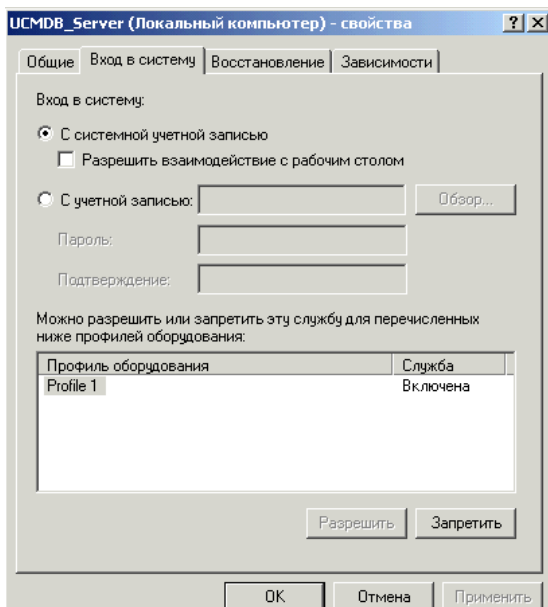 UCMDB_Server (Локальный компьютер) - свойства
Общие Вход в систему Восстановление Зависимости
Вход в систему:
С системной учетной записью
Разрешить взаимодействие с рабочим столом
С учетной записью: Обзор...
Пароль:
Подтверждение:
Можно разрешить или запретить эту службу для перечисленных
ниже профилей оборудования:
Профиль оборудования Служба
Profile 1 Включена
Разрешить Запретить
OK Отмена Применить